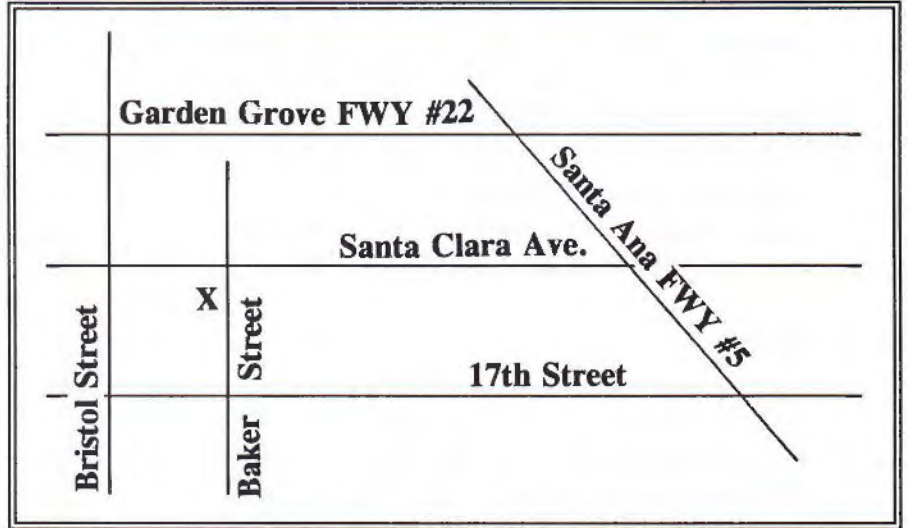 Garden Grove FWY #22
Santa Ana FWY #5
Santa Clara Ave.
X
Bristol Street
Baker Street
17th Street